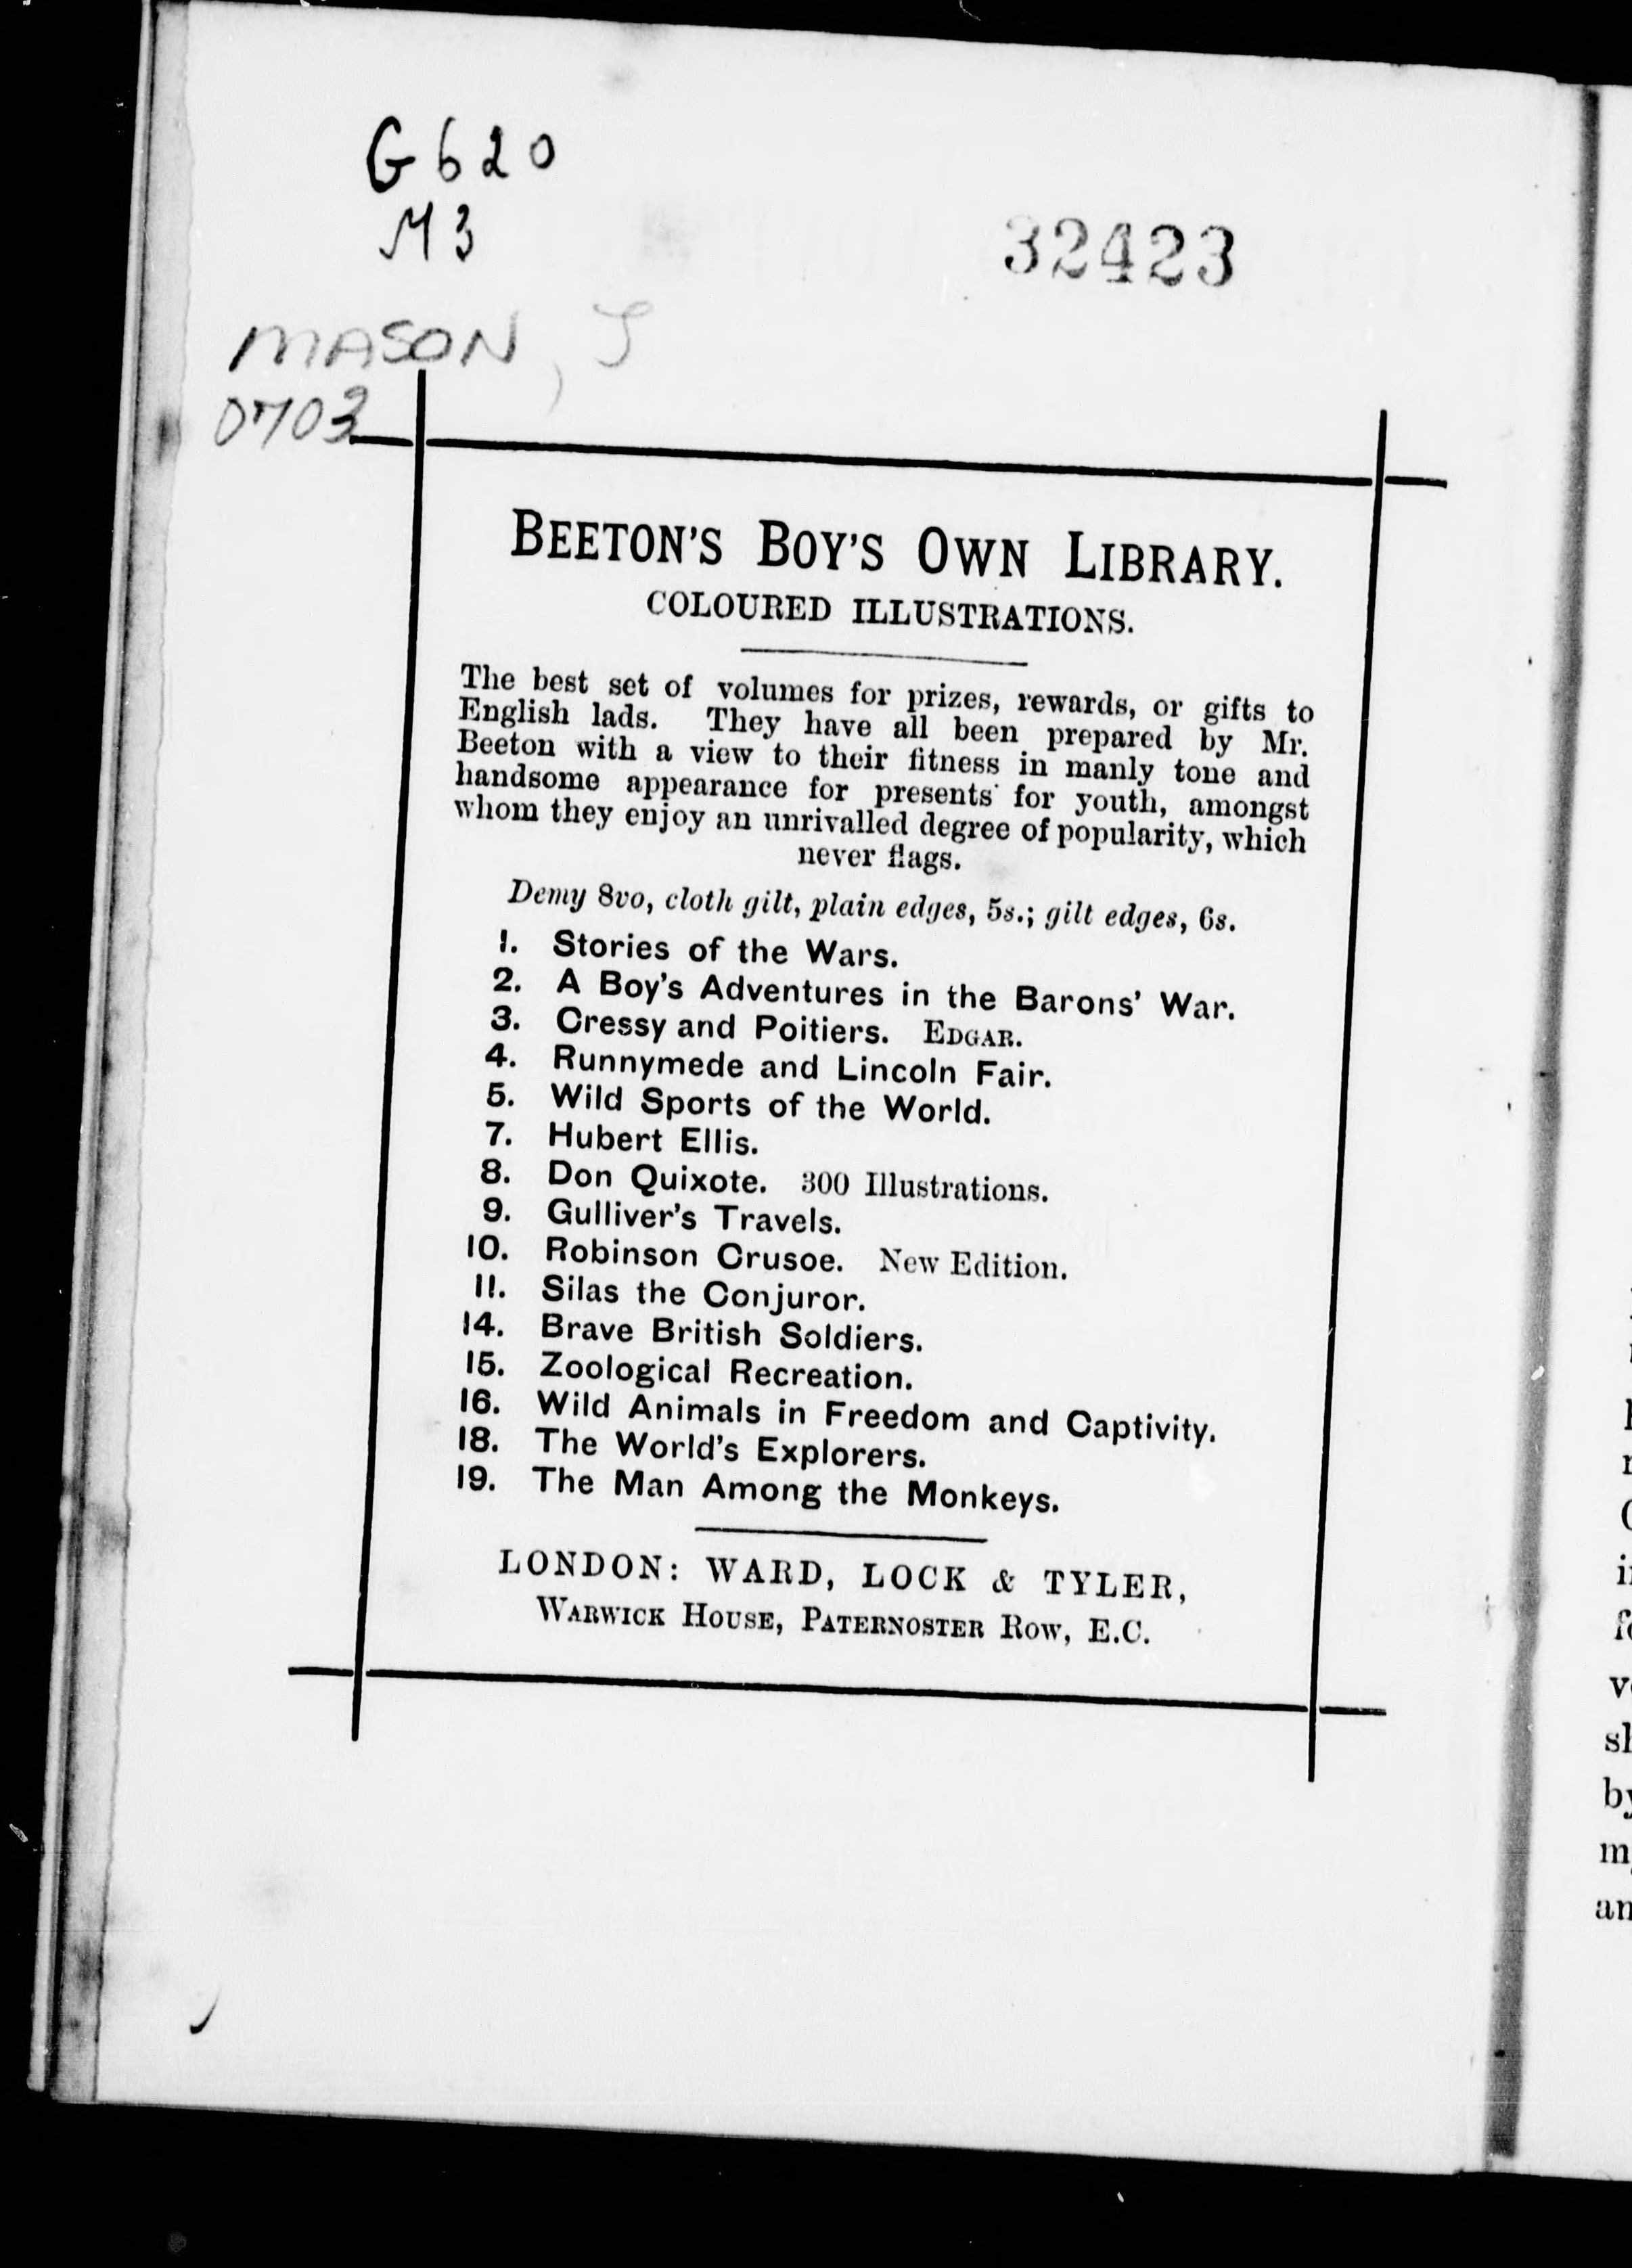 G620
M3
32423
MASON, J
0703
BEETON'S BOY'S OWN LIBRARY.
COLOURED ILLUSTRATIONS.
The best set of volumes for prizes, rewards, or gifts to
English lads. They have all been prepared by Mr.
Beeton with a view to their fitness in manly tone and
handsome appearance for presents for youth, amongst
whom they enjoy an unrivalled degree of popularity, which
never flags.
Demy 8vo, cloth gilt, plain edges, 5s.; gilt edges, 6s.
1. Stories of the Wars.
2. A Boy's Adventures in the Barons' War.
3. Cressy and Poitiers. EDGAR.
4. Runnymede and Lincoln Fair.
5. Wild Sports of the World.
7. Hubert Ellis.
8. Don Quixote. 300 Illustrations.
9. Gulliver's Travels.
10. Robinson Crusoe. New Edition.
11. Silas the Conjuror.
14. Brave British Soldiers.
15. Zoological Recreation.
16. Wild Animals in Freedom and Captivity.
18. The World's Explorers.
19. The Man Among the Monkeys.
LONDON: WARD, LOCK & TYLER,
WARWICK HOUSE, PATERNOSTER ROW, E.C.